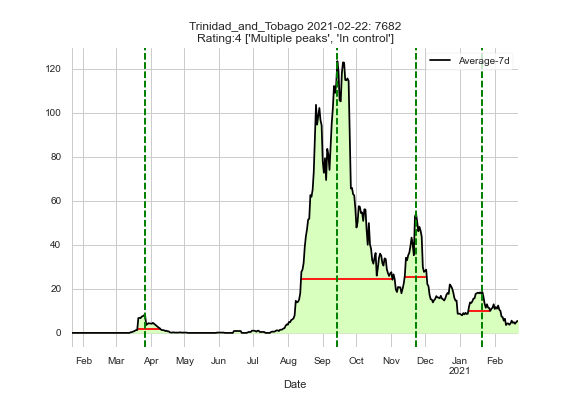 Trinidad_and_Tobago 2021-02-22: 7682
Rating:4 ['Multiple peaks', 'In control']
Average-7d
120
100
80
60
40
20
0
Feb Mar Apr May Jun Jul Aug Sep Oct Nov Dec Jan Feb
2021
Date